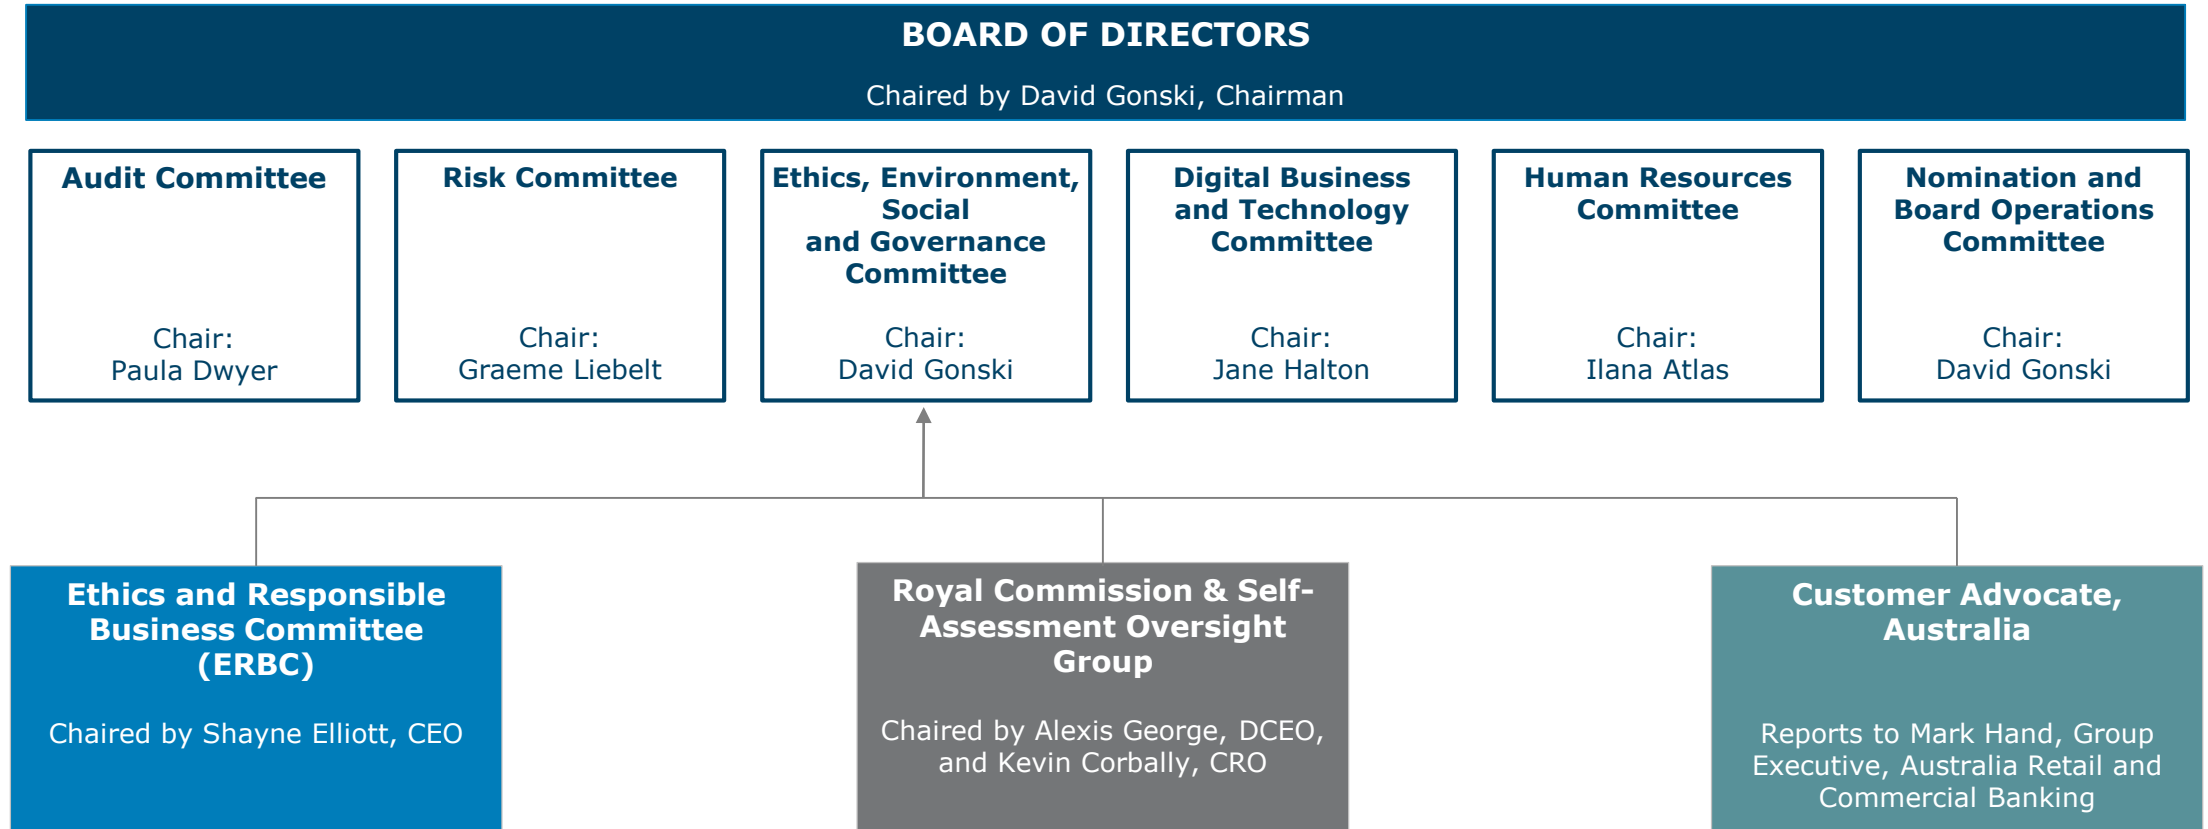 BOARD OF DIRECTORS
Chaired by David Gonski, Chairman
Audit Committee
Chair:
Paula Dwyer
Risk Committee
Chair:
Graeme Liebelt
Ethics, Environment,
Social
and Governance
Committee
Chair:
David Gonski
Digital Business
and Technology
Committee
Chair:
Jane Halton
Human Resources
Committee
Chair:
Ilana Atlas
Nomination and
Board Operations
Committee
Chair:
David Gonski
Ethics and Responsible
Business Committee
(ERBC)
Chaired by Shayne Elliott, CEO
Royal Commission & Self-
Assessment Oversight
Group
Chaired by Alexis George, DCEO,
and Kevin Corbally, CRO
Customer Advocate,
Australia
Reports to Mark Hand, Group
Executive, Australia Retail and
Commercial Banking